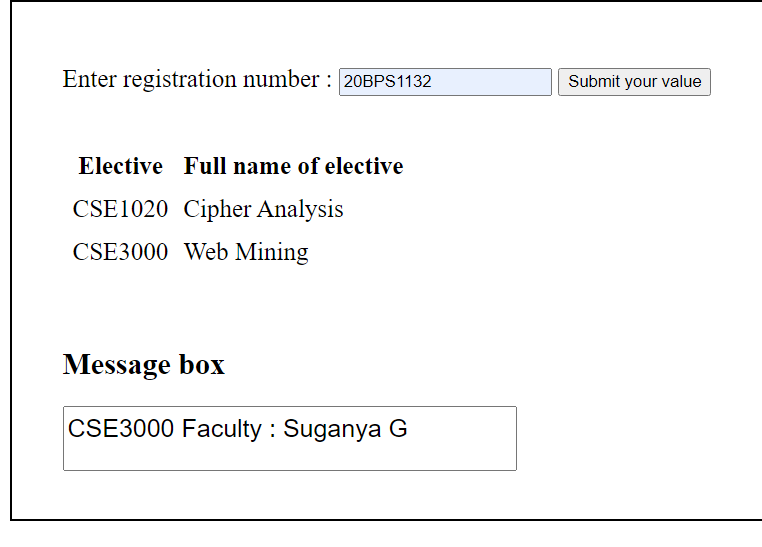 Enter registration number : 20BPS1132 Submit your value
Elective Full name of elective
CSE1020 Cipher Analysis
CSE3000 Web Mining
Message box
CSE3000 Faculty : Suganya G